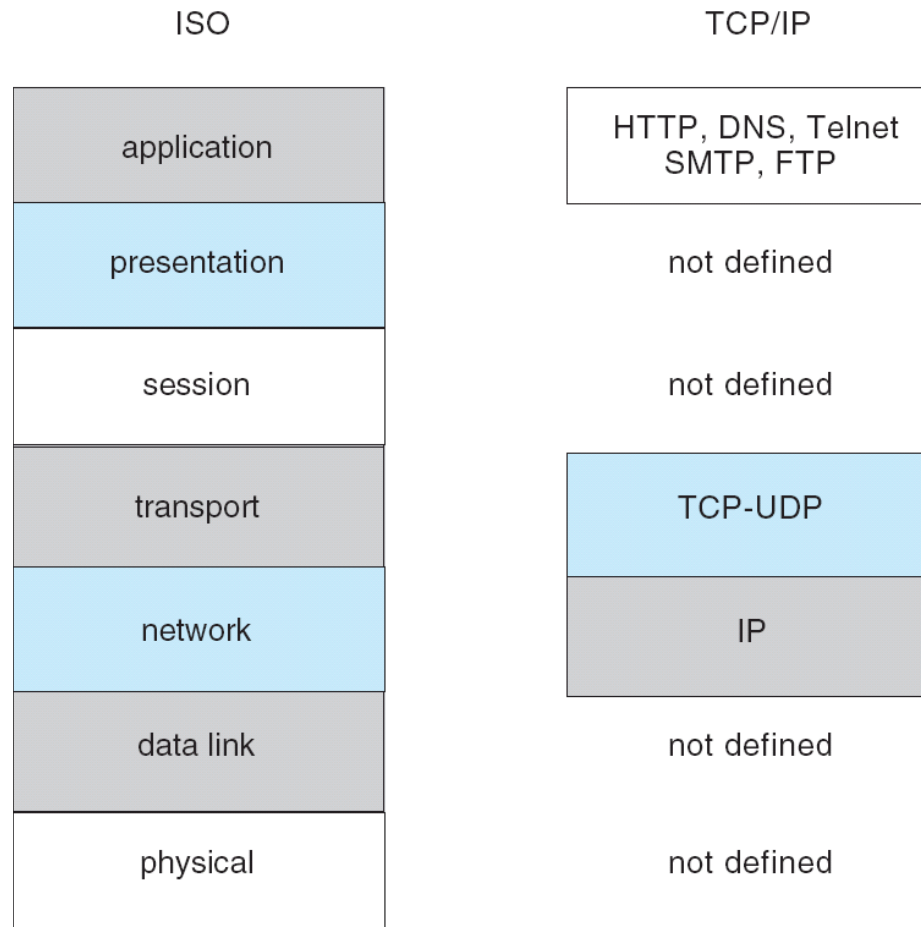 ISO
TCP/IP
application
HTTP, DNS, Telnet
SMTP, FTP
presentation
not defined
session
not defined
transport
TCP-UDP
network
IP
data link
not defined
physical
not defined